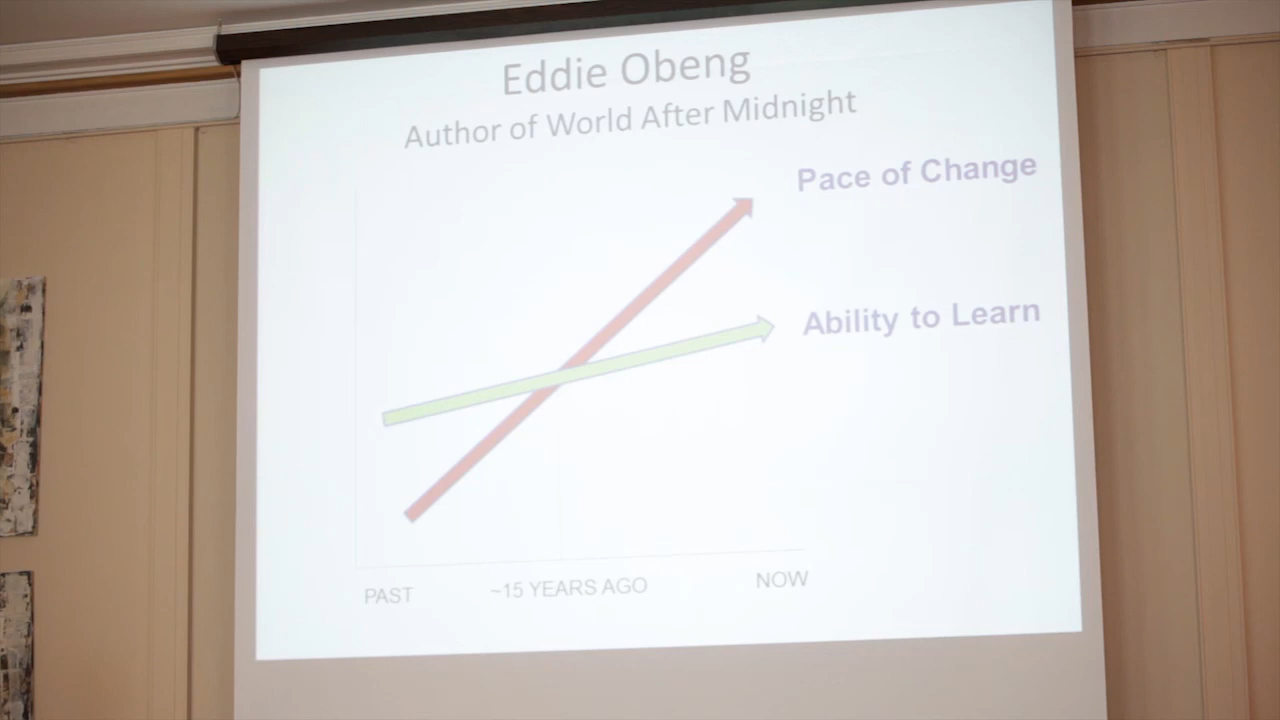 Eddie Obeng
Author of World After Midnight
Pace of Change
Ability to Learn
PAST
~15 YEARS AGO
NOW